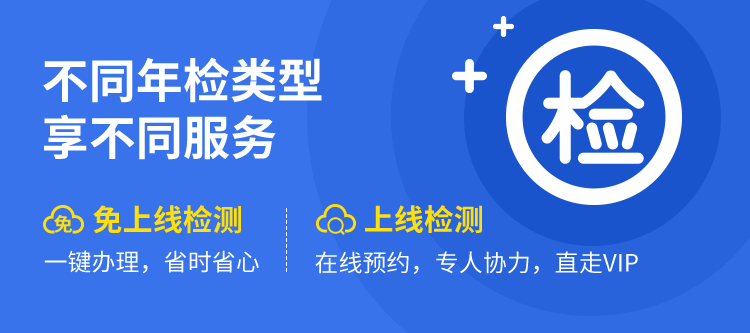 不同年检类型
享不同服务
检
免 免上线检测
一键办理，省时省心
上线检测
在线预约，专人协力，直走VIP